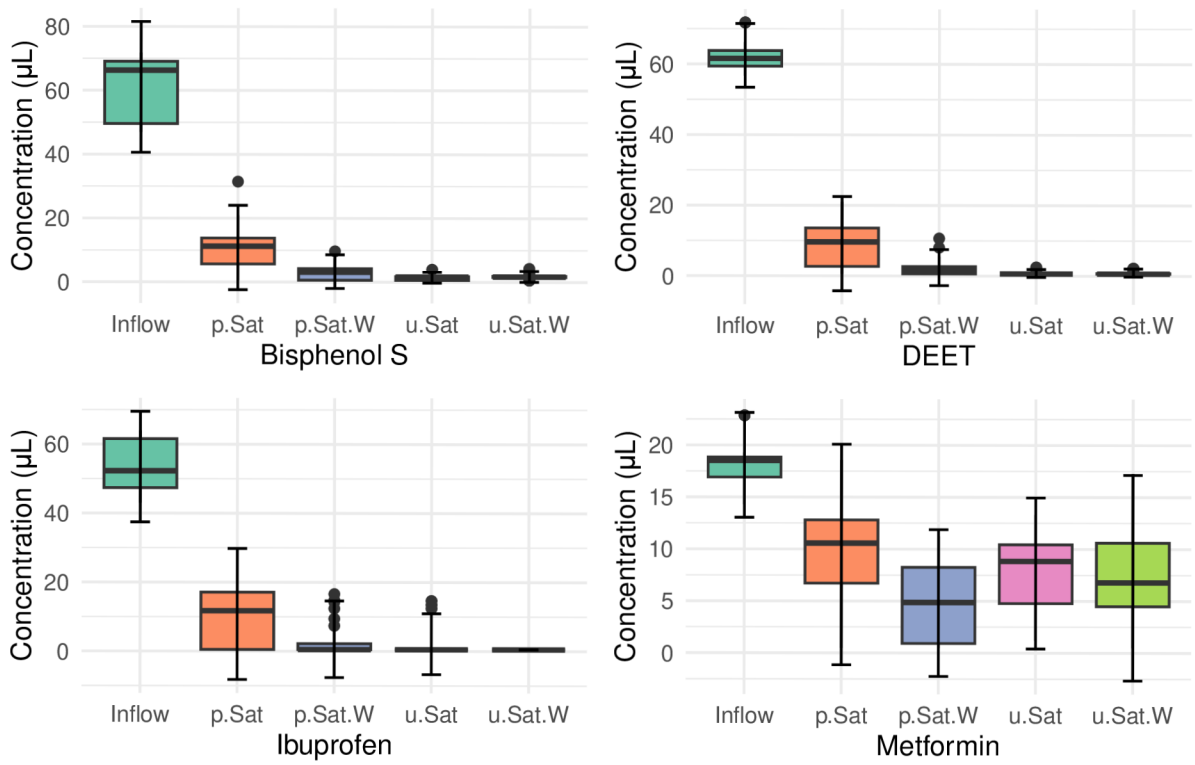 Concentration (µL)
80
60
40
20
0
Inflow p.Sat p.Sat.W u.Sat u.Sat.W
Bisphenol S
Concentration (µL)
60
40
20
0
Inflow p.Sat p.Sat.W u.Sat u.Sat.W
DEET
Concentration (µL)
60
40
20
0
Inflow p.Sat p.Sat.W u.Sat u.Sat.W
Ibuprofen
Concentration (µL)
20
15
10
5
0
Inflow p.Sat p.Sat.W u.Sat u.Sat.W
Metformin